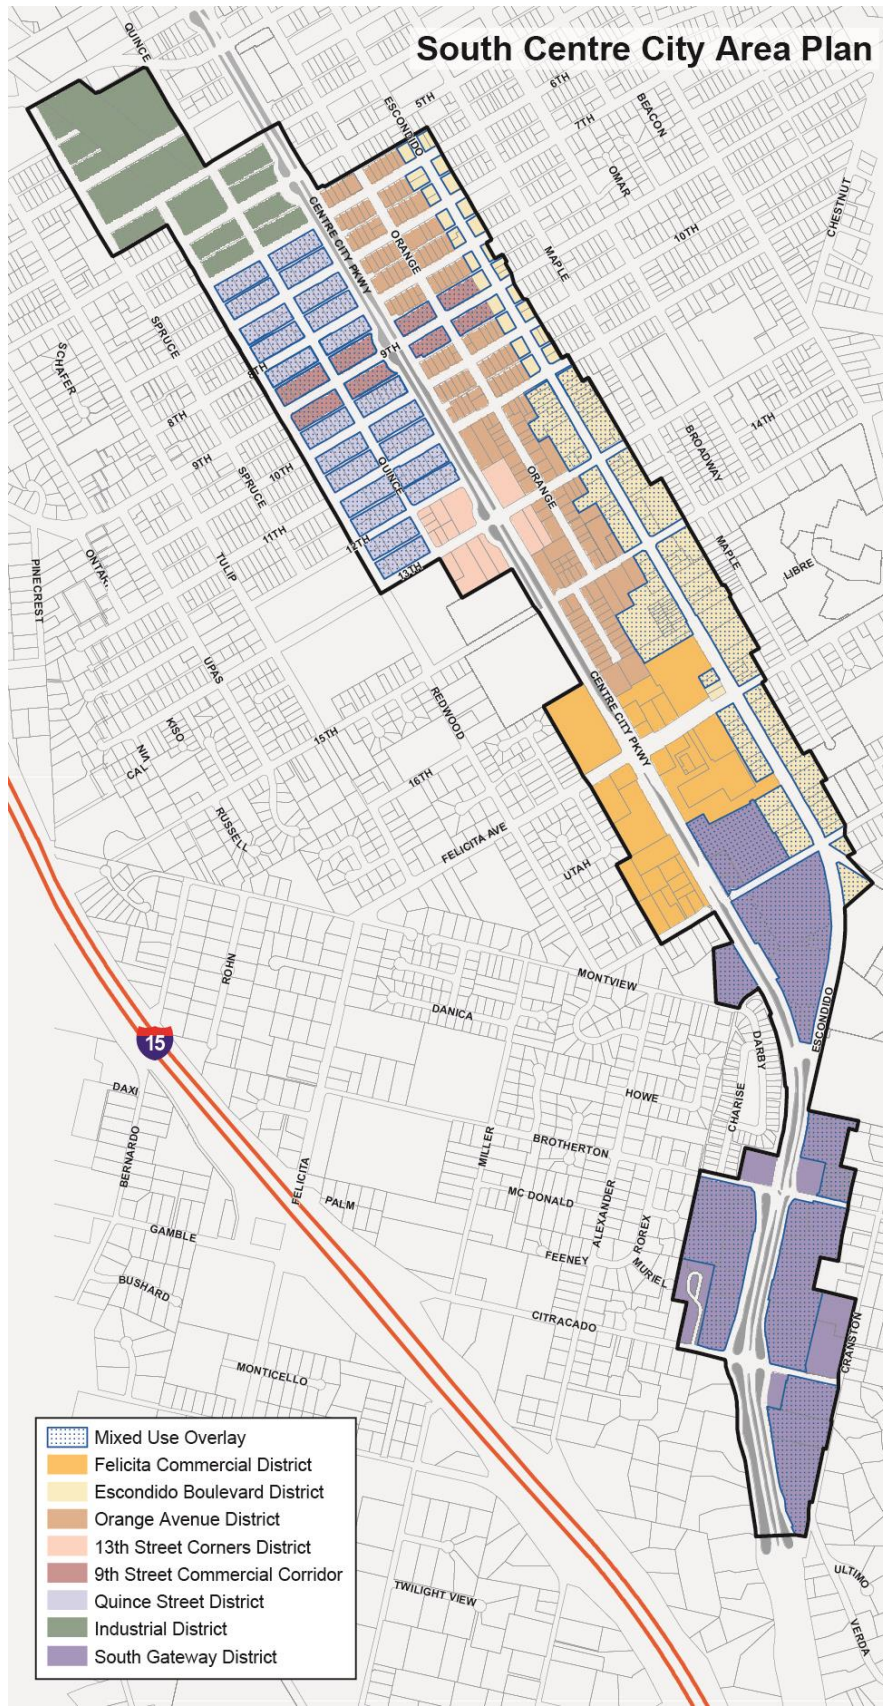 South Centre City Area Plan
QUINCE
5TH
6TH
ESCONDIDO
7TH
BEACON
OMAR
CHESTNUT
10TH
CENTRE CITY PKWY
ORANGE
MAPLE
SPRUCE
SCHAFER
8TH
9TH
8TH
9TH
10TH
SPRUCE
11TH
12TH
13TH
QUINCE
ORANGE
BROADWAY
14TH
MAPLE
LIBRE
PINECREST
TULIP
UPAS
KISO
VIA
CAL
15TH
REDWOOD
16TH
CENTRE CITY PKWY
RUSSELL
FELICITA AVE
UTAH
ROHN
MONTVIEW
DANICA
ESCONDIDO
DARBY
15
DAXI
HOWE
CHARISE
BERNARDO
BROTHERTON
MILLER
FELICITA
MC DONALD
PALM
ALEXANDER
ROREX
GAMBLE
FEENEY
MURIEL
BUSHARD
CITRACADO
CRANSTON
MONTICELLO
Mixed Use Overlay
Felicita Commercial District
Escondido Boulevard District
Orange Avenue District
13th Street Corners District
9th Street Commercial Corridor
Quince Street District
Industrial District
South Gateway District
TWILIGHT VIEW
ULTIMO
VERDA